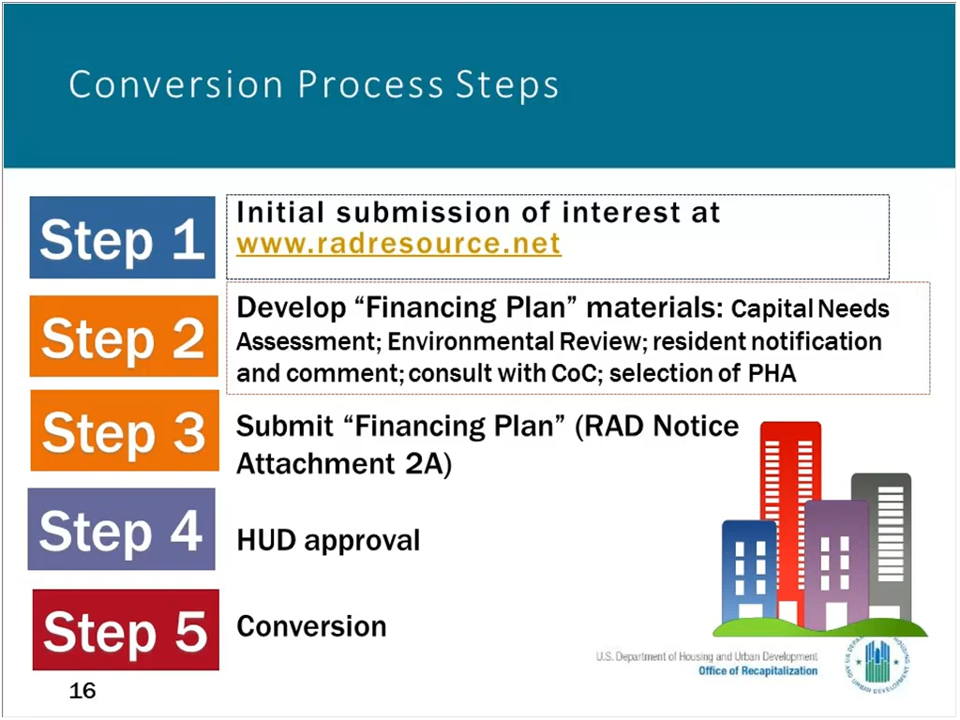 Conversion Process Steps
Step 1
Initial submission of interest at
www.radresource.net
Step 2
Develop “Financing Plan” materials: Capital Needs
Assessment; Environmental Review; resident notification
and comment; consult with CoC; selection of PHA
Step 3
Submit “Financing Plan” (RAD Notice
Attachment 2A)
Step 4
HUD approval
Step 5
Conversion
U.S. Department of Housing and Urban Development
Office of Recapitalization
16